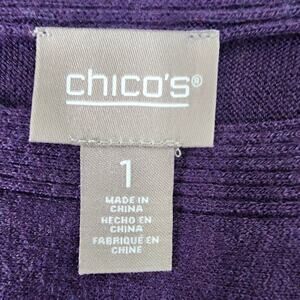 chico's®
1
MADE IN
CHINA
HECHO EN
CHINA
FABRIQUÉ EN
CHINE